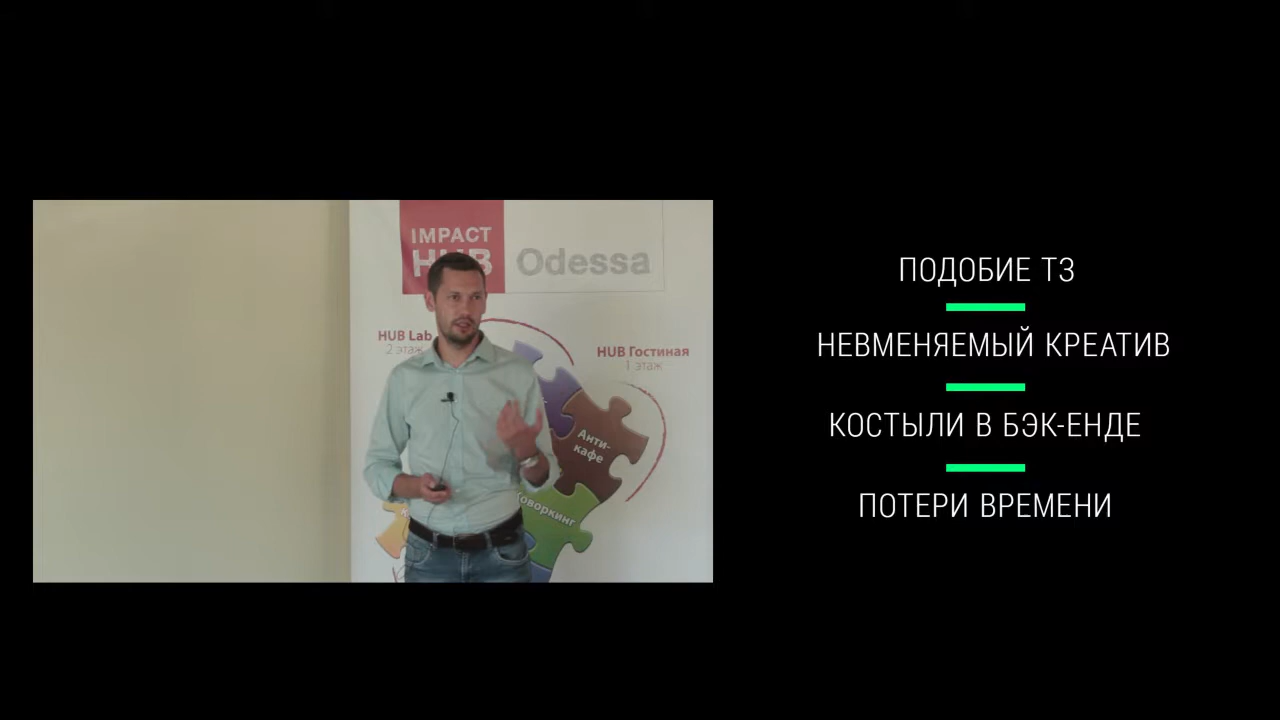 IMPACT
HUB
Odessa
HUB Lab
2 этаж
HUB Гостиная
1 этаж
Анти-
кафе
Коворкинг
ПОДОБИЕ ТЗ
НЕВМЕНЯЕМЫЙ КРЕАТИВ
КОСТЫЛИ В БЭК-ЕНДЕ
ПОТЕРИ ВРЕМЕНИ